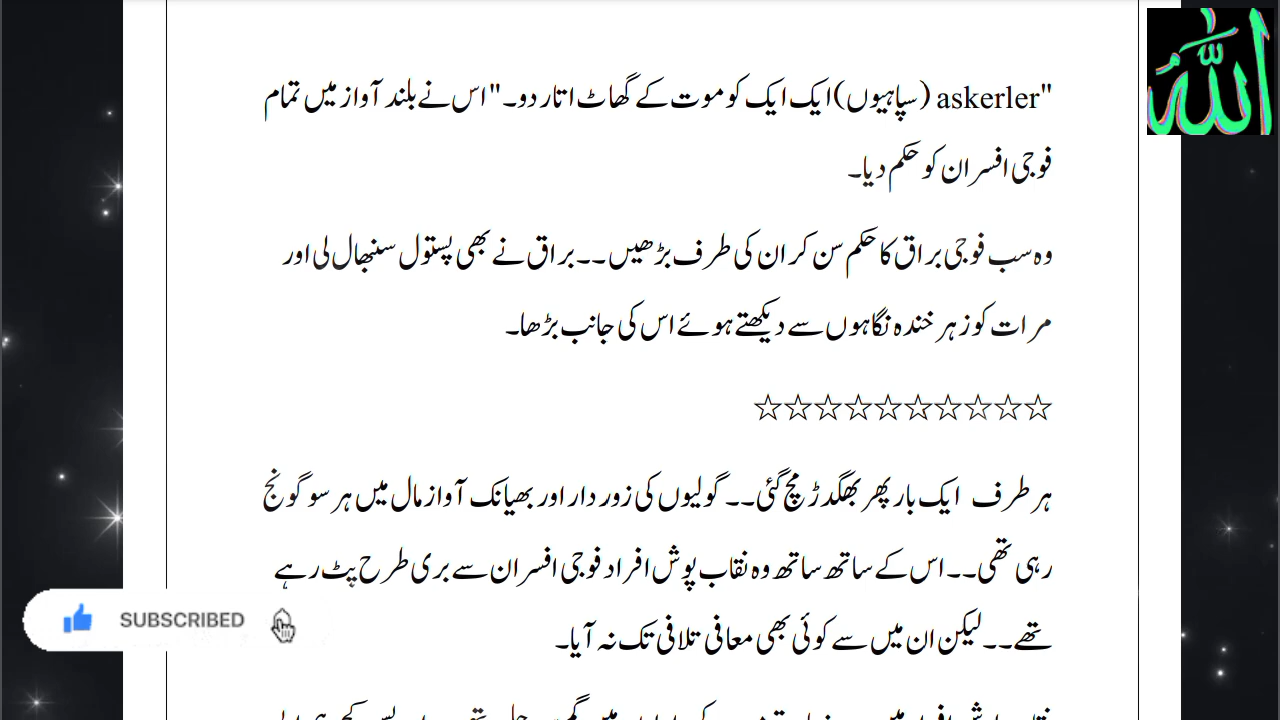 "askerler (سپاہیوں) ایک ایک کو موت کے گھاٹ اتار دو۔" اس نے بلند آواز میں تمام
فوجی افسران کو حکم دیا۔
وہ سب فوجی براق کا حکم سن کر ان کی طرف بڑھیں۔۔ براق نے بھی پستول سنبھال لی اور
مرات کو زہر خندہ نگاہوں سے دیکھتے ہوئے اس کی جانب بڑھا۔
☆☆☆☆☆☆☆☆☆☆
ہر طرف ایک بار پھر بھگدڑ مچ گئی۔۔ گولیوں کی زور دار اور بھیانک آواز مال میں ہر سو گونج
رہی تھی۔۔ اس کے ساتھ ساتھ وہ نقاب پوش افراد فوجی افسران سے بری طرح پٹ رہے
تھے۔۔ لیکن ان میں سے کوئی بھی معافی تلافی تک نہ آیا۔
الله
SUBSCRIBED